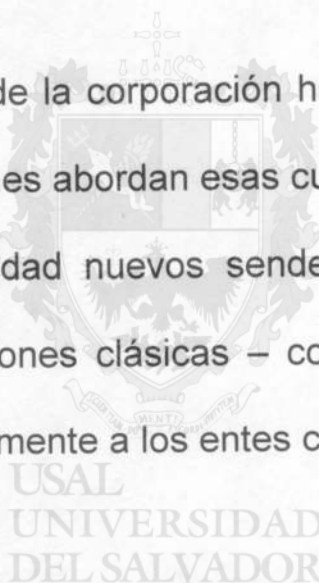 de la corporación h
es abordan esas cu
dad nuevos sende
ones clásicas – co
mente a los entes c
USAL
UNIVERSIDAD
DEL SALVADOR